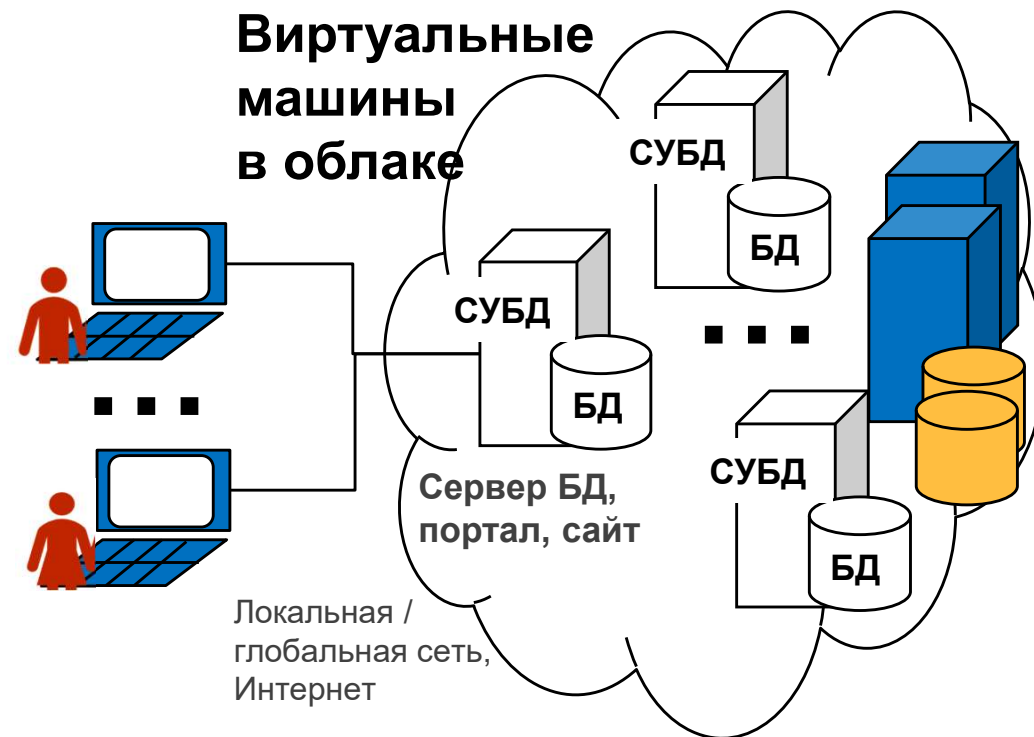 Виртуальные
машины
в облаке
СУБД
БД
СУБД
БД
СУБД
БД
Сервер БД,
портал, сайт
Локальная /
глобальная сеть,
Интернет